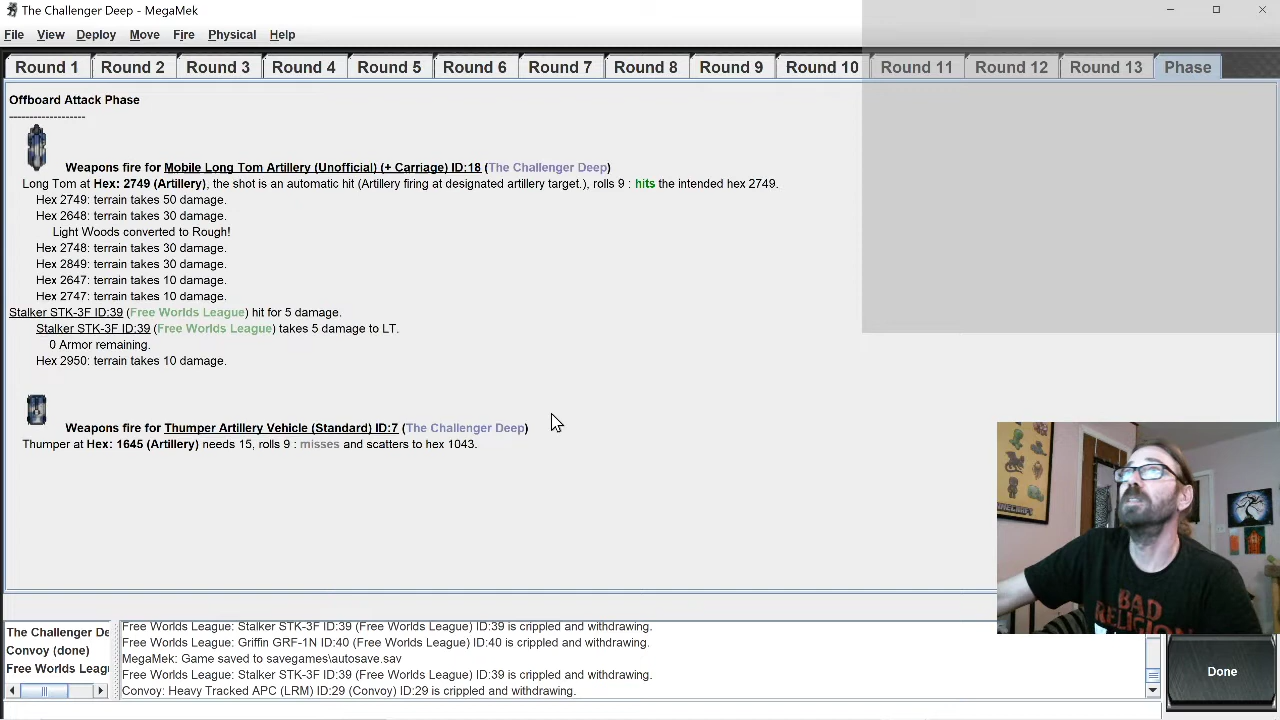 The Challenger Deep - MegaMek
File View Deploy Move Fire Physical Help
Round 1 Round 2 Round 3 Round 4 Round 5 Round 6 Round 7 Round 8 Round 9 Round 10 Round 11 Round 12 Round 13 Phase
Offboard Attack Phase
-------------------
Weapons fire for Mobile Long Tom Artillery (Unofficial) (+ Carriage) ID:18 (The Challenger Deep)
Long Tom at Hex: 2749 (Artillery), the shot is an automatic hit (Artillery firing at designated artillery target.), rolls 9 : hits the intended hex 2749.
Hex 2749: terrain takes 50 damage.
Hex 2648: terrain takes 30 damage.
Light Woods converted to Rough!
Hex 2748: terrain takes 30 damage.
Hex 2849: terrain takes 30 damage.
Hex 2647: terrain takes 10 damage.
Hex 2747: terrain takes 10 damage.
Stalker STK-3F ID:39 (Free Worlds League) hit for 5 damage.
Stalker STK-3F ID:39 (Free Worlds League) takes 5 damage to LT.
0 Armor remaining.
Hex 2950: terrain takes 10 damage.
Weapons fire for Thumper Artillery Vehicle (Standard) ID:7 (The Challenger Deep)
Thumper at Hex: 1645 (Artillery) needs 15, rolls 9 : misses and scatters to hex 1043.
MINECRAFT
BAD
RELIGION
The Challenger De
Convoy (done)
Free Worlds Leag
Free Worlds League: Stalker STK-3F ID:39 (Free Worlds League) ID:39 is crippled and withdrawing.
Free Worlds League: Griffin GRF-1N ID:40 (Free Worlds League) ID:40 is crippled and withdrawing.
MegaMek: Game saved to savegames\autosave.sav
Free Worlds League: Stalker STK-3F ID:39 (Free Worlds League) ID:39 is crippled and withdrawing.
Convoy: Heavy Tracked APC (LRM) ID:29 (Convoy) ID:29 is crippled and withdrawing.
Done